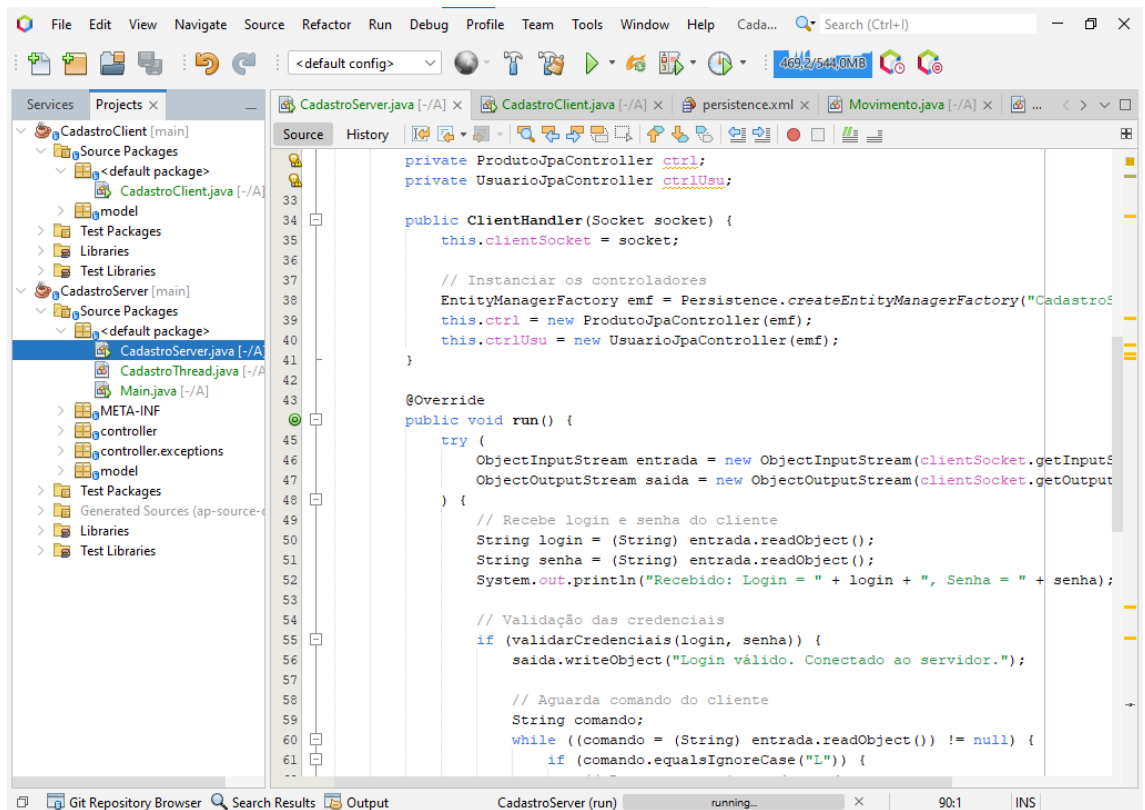 File Edit View Navigate Source Refactor Run Debug Profile Team Tools Window Help Cada... Search (Ctrl+I)
<default config> 469,2/544,0MB
Services Projects
CadastroServer.java [-/A] CadastroClient.java [-/A] persistence.xml Movimento.java [-/A] ...
Source History
CadastroClient [main]
Source Packages
<default package>
CadastroClient.java [-/A]
model
Test Packages
Libraries
Test Libraries
CadastroServer [main]
Source Packages
<default package>
CadastroServer.java [-/A]
CadastroThread.java [-/A
Main.java [-/A]
META-INF
controller
controller.exceptions
model
Test Packages
Generated Sources (ap-source-o
Libraries
Test Libraries
private ProdutoJpaController ctrl;
private UsuarioJpaController ctrlUsu;
33
34 public ClientHandler(Socket socket) {
35 this.clientSocket = socket;
36
37 // Instanciar os controladores
38 EntityManagerFactory emf = Persistence.createEntityManagerFactory("CadastroS
39 this.ctrl = new ProdutoJpaController(emf);
40 this.ctrlUsu = new UsuarioJpaController(emf);
41 }
42
43 @Override
public void run() {
45 try (
46 ObjectInputStream entrada = new ObjectInputStream(clientSocket.getInputS
47 ObjectOutputStream saida = new ObjectOutputStream(clientSocket.getOutput
48 ) {
49 // Recebe login e senha do cliente
50 String login = (String) entrada.readObject();
51 String senha = (String) entrada.readObject();
52 System.out.println("Recebido: Login = " + login + ", Senha = " + senha);
53
54 // Validação das credenciais
55 if (validarCredenciais(login, senha)) {
56 saida.writeObject("Login válido. Conectado ao servidor.");
57
58 // Aguarda comando do cliente
59 String comando;
60 while ((comando = (String) entrada.readObject()) != null) {
61 if (comando.equalsIgnoreCase("L")) {
Git Repository Browser Search Results Output CadastroServer (run) running... 90:1 INS